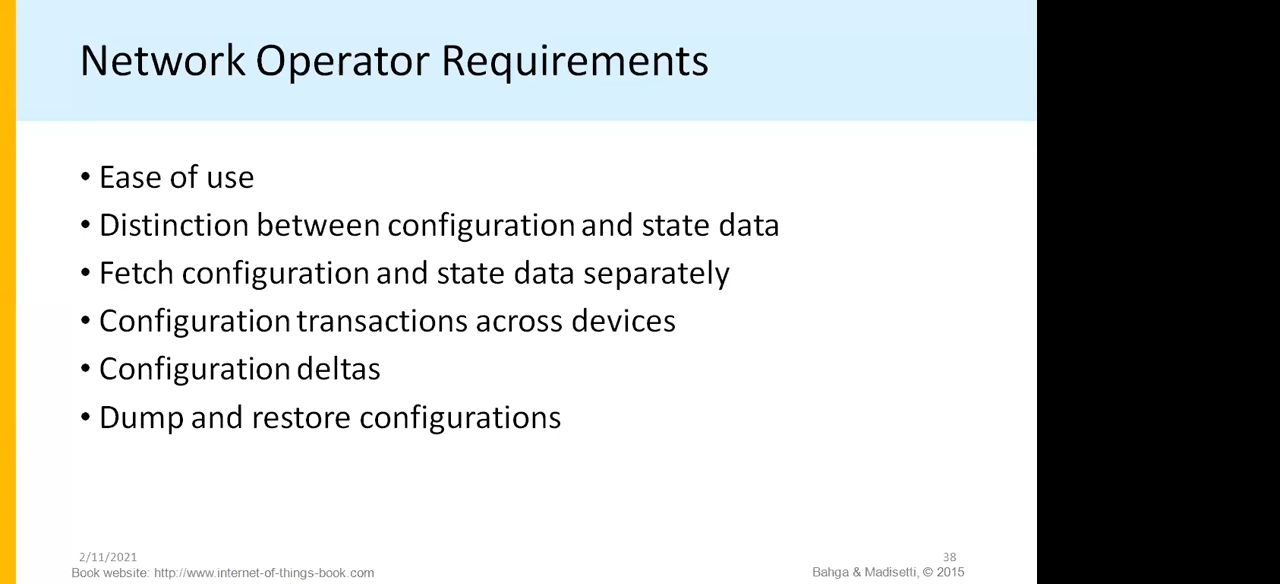 Network Operator Requirements
• Ease of use
• Distinction between configuration and state data
• Fetch configuration and state data separately
• Configuration transactions across devices
• Configuration deltas
• Dump and restore configurations
2/11/2021
38
Book website: http://www.internet-of-things-book.com
Bahga & Madisetti, © 2015